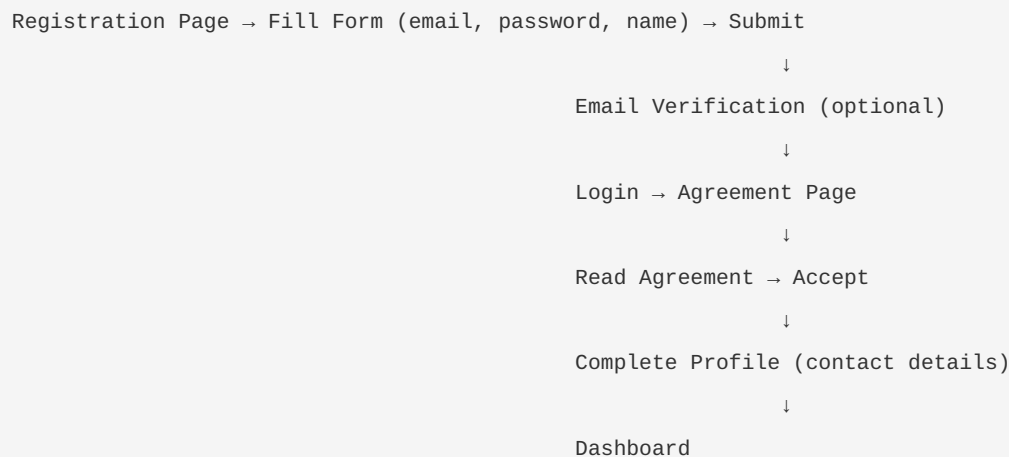 Registration Page → Fill Form (email, password, name) → Submit
↓
Email Verification (optional)
↓
Login → Agreement Page
↓
Read Agreement → Accept
↓
Complete Profile (contact details)
↓
Dashboard